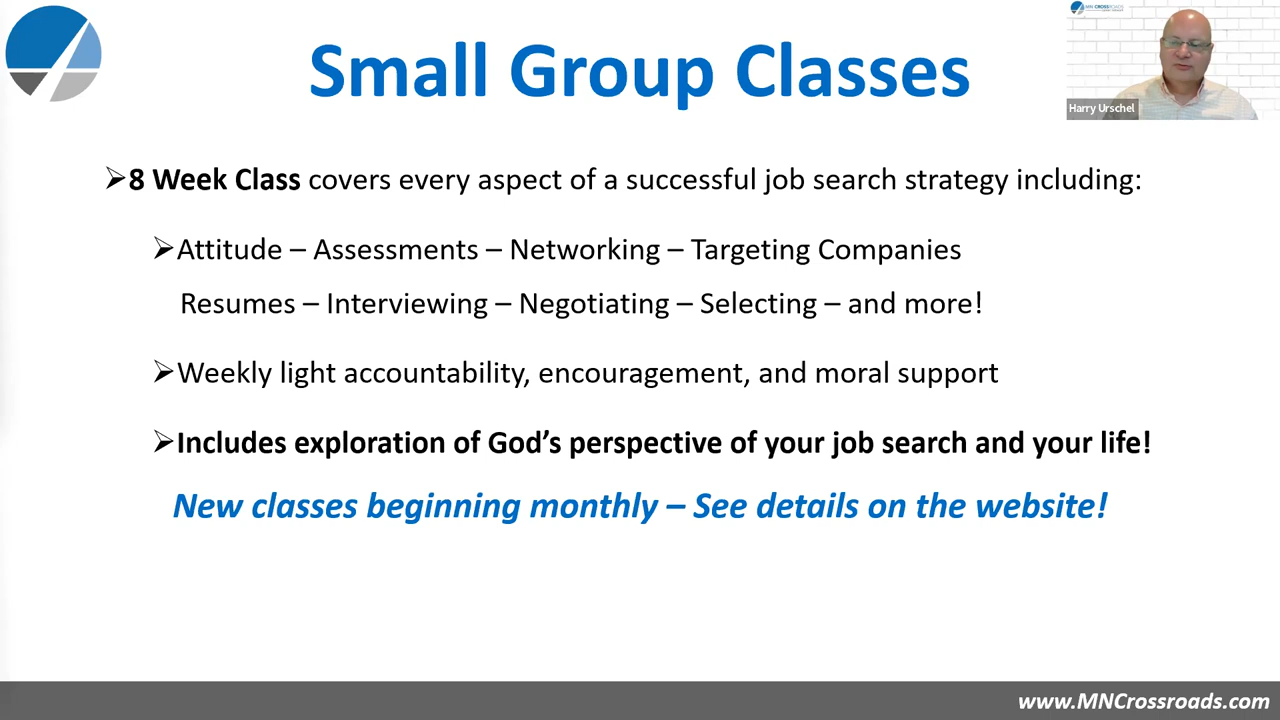 Small Group Classes
MN CROSSROADS
Harry Urschel
➢8 Week Class covers every aspect of a successful job search strategy including:
➢Attitude – Assessments – Networking – Targeting Companies
Resumes – Interviewing – Negotiating – Selecting – and more!
➢Weekly light accountability, encouragement, and moral support
➢Includes exploration of God’s perspective of your job search and your life!
New classes beginning monthly – See details on the website!
www.MNCrossroads.com